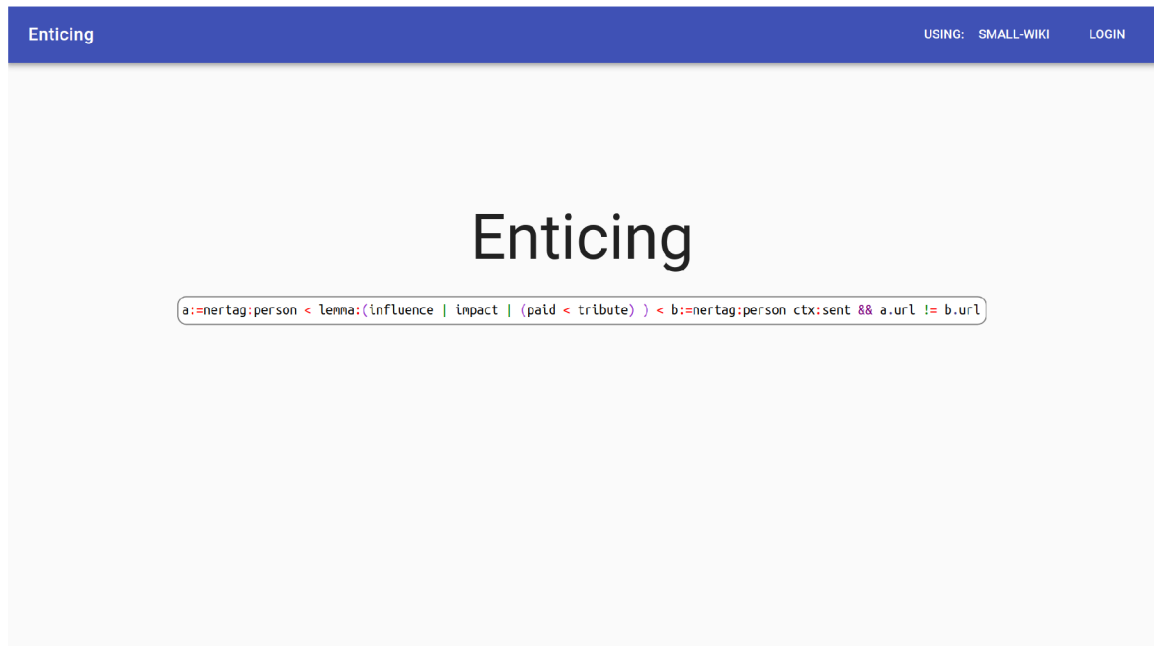 Enticing USING: SMALL-WIKI LOGIN
Enticing
a:=nertag:person < lemma:(influence | impact | (paid < tribute) ) < b:=nertag:person ctx:sent && a.url != b.url